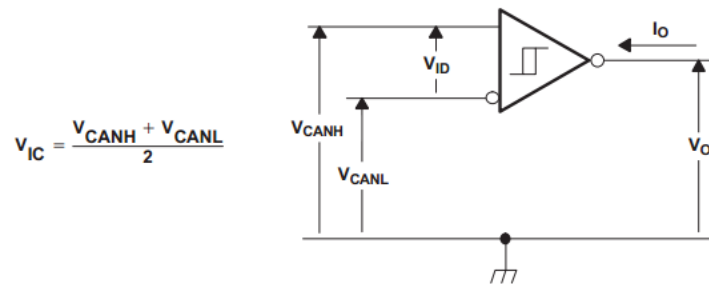 I_O
V_ID
V_IC = (V_CANH + V_CANL) / 2
V_CANH
V_CANL
V_O